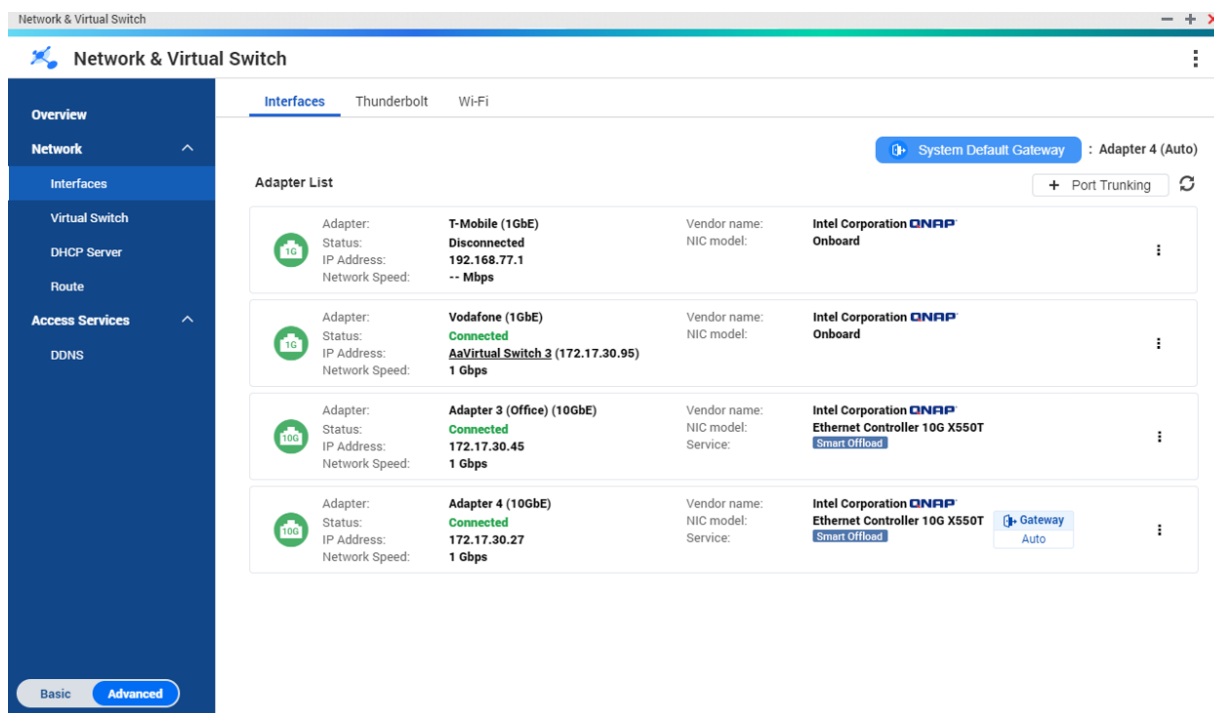 Network & Virtual Switch
Network & Virtual Switch
Overview
Network
Interfaces
Virtual Switch
DHCP Server
Route
Access Services
DDNS
Basic Advanced
Interfaces Thunderbolt Wi-Fi
System Default Gateway : Adapter 4 (Auto)
Adapter List
+ Port Trunking
1G
Adapter: T-Mobile (1GbE) Vendor name: Intel Corporation QNAP
Status: Disconnected NIC model: Onboard
IP Address: 192.168.77.1
Network Speed: -- Mbps
1G
Adapter: Vodafone (1GbE) Vendor name: Intel Corporation QNAP
Status: Connected NIC model: Onboard
IP Address: AaVirtual Switch 3 (172.17.30.95)
Network Speed: 1 Gbps
10G
Adapter: Adapter 3 (Office) (10GbE) Vendor name: Intel Corporation QNAP
Status: Connected NIC model: Ethernet Controller 10G X550T
IP Address: 172.17.30.45 Service: Smart Offload
Network Speed: 1 Gbps
10G
Adapter: Adapter 4 (10GbE) Vendor name: Intel Corporation QNAP
Status: Connected NIC model: Ethernet Controller 10G X550T Gateway
IP Address: 172.17.30.27 Service: Smart Offload Auto
Network Speed: 1 Gbps